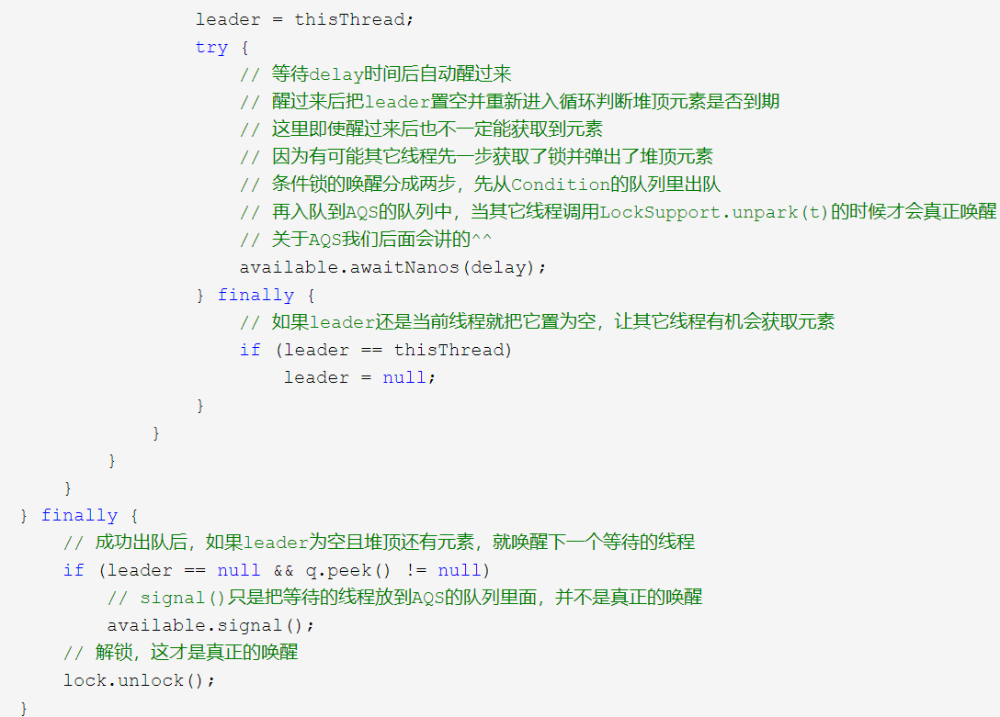 leader = thisThread;
try {
// 等待delay时间后自动醒过来
// 醒过来后把leader置空并重新进入循环判断堆顶元素是否到期
// 这里即使醒过来后也不一定能获取到元素
// 因为有可能其它线程先一步获取了锁并弹出了堆顶元素
// 条件锁的唤醒分成两步，先从Condition的队列里出队
// 再入队到AQS的队列中，当其它线程调用LockSupport.unpark(t)的时候才会真正唤醒
// 关于AQS我们后面会讲的^^
available.awaitNanos(delay);
} finally {
// 如果leader还是当前线程就把它置为空，让其它线程有机会获取元素
if (leader == thisThread)
leader = null;
}
}
}
}
} finally {
// 成功出队后，如果leader为空且堆顶还有元素，就唤醒下一个等待的线程
if (leader == null && q.peek() != null)
// signal()只是把等待的线程放到AQS的队列里面，并不是真正的唤醒
available.signal();
// 解锁，这才是真正的唤醒
lock.unlock();
}